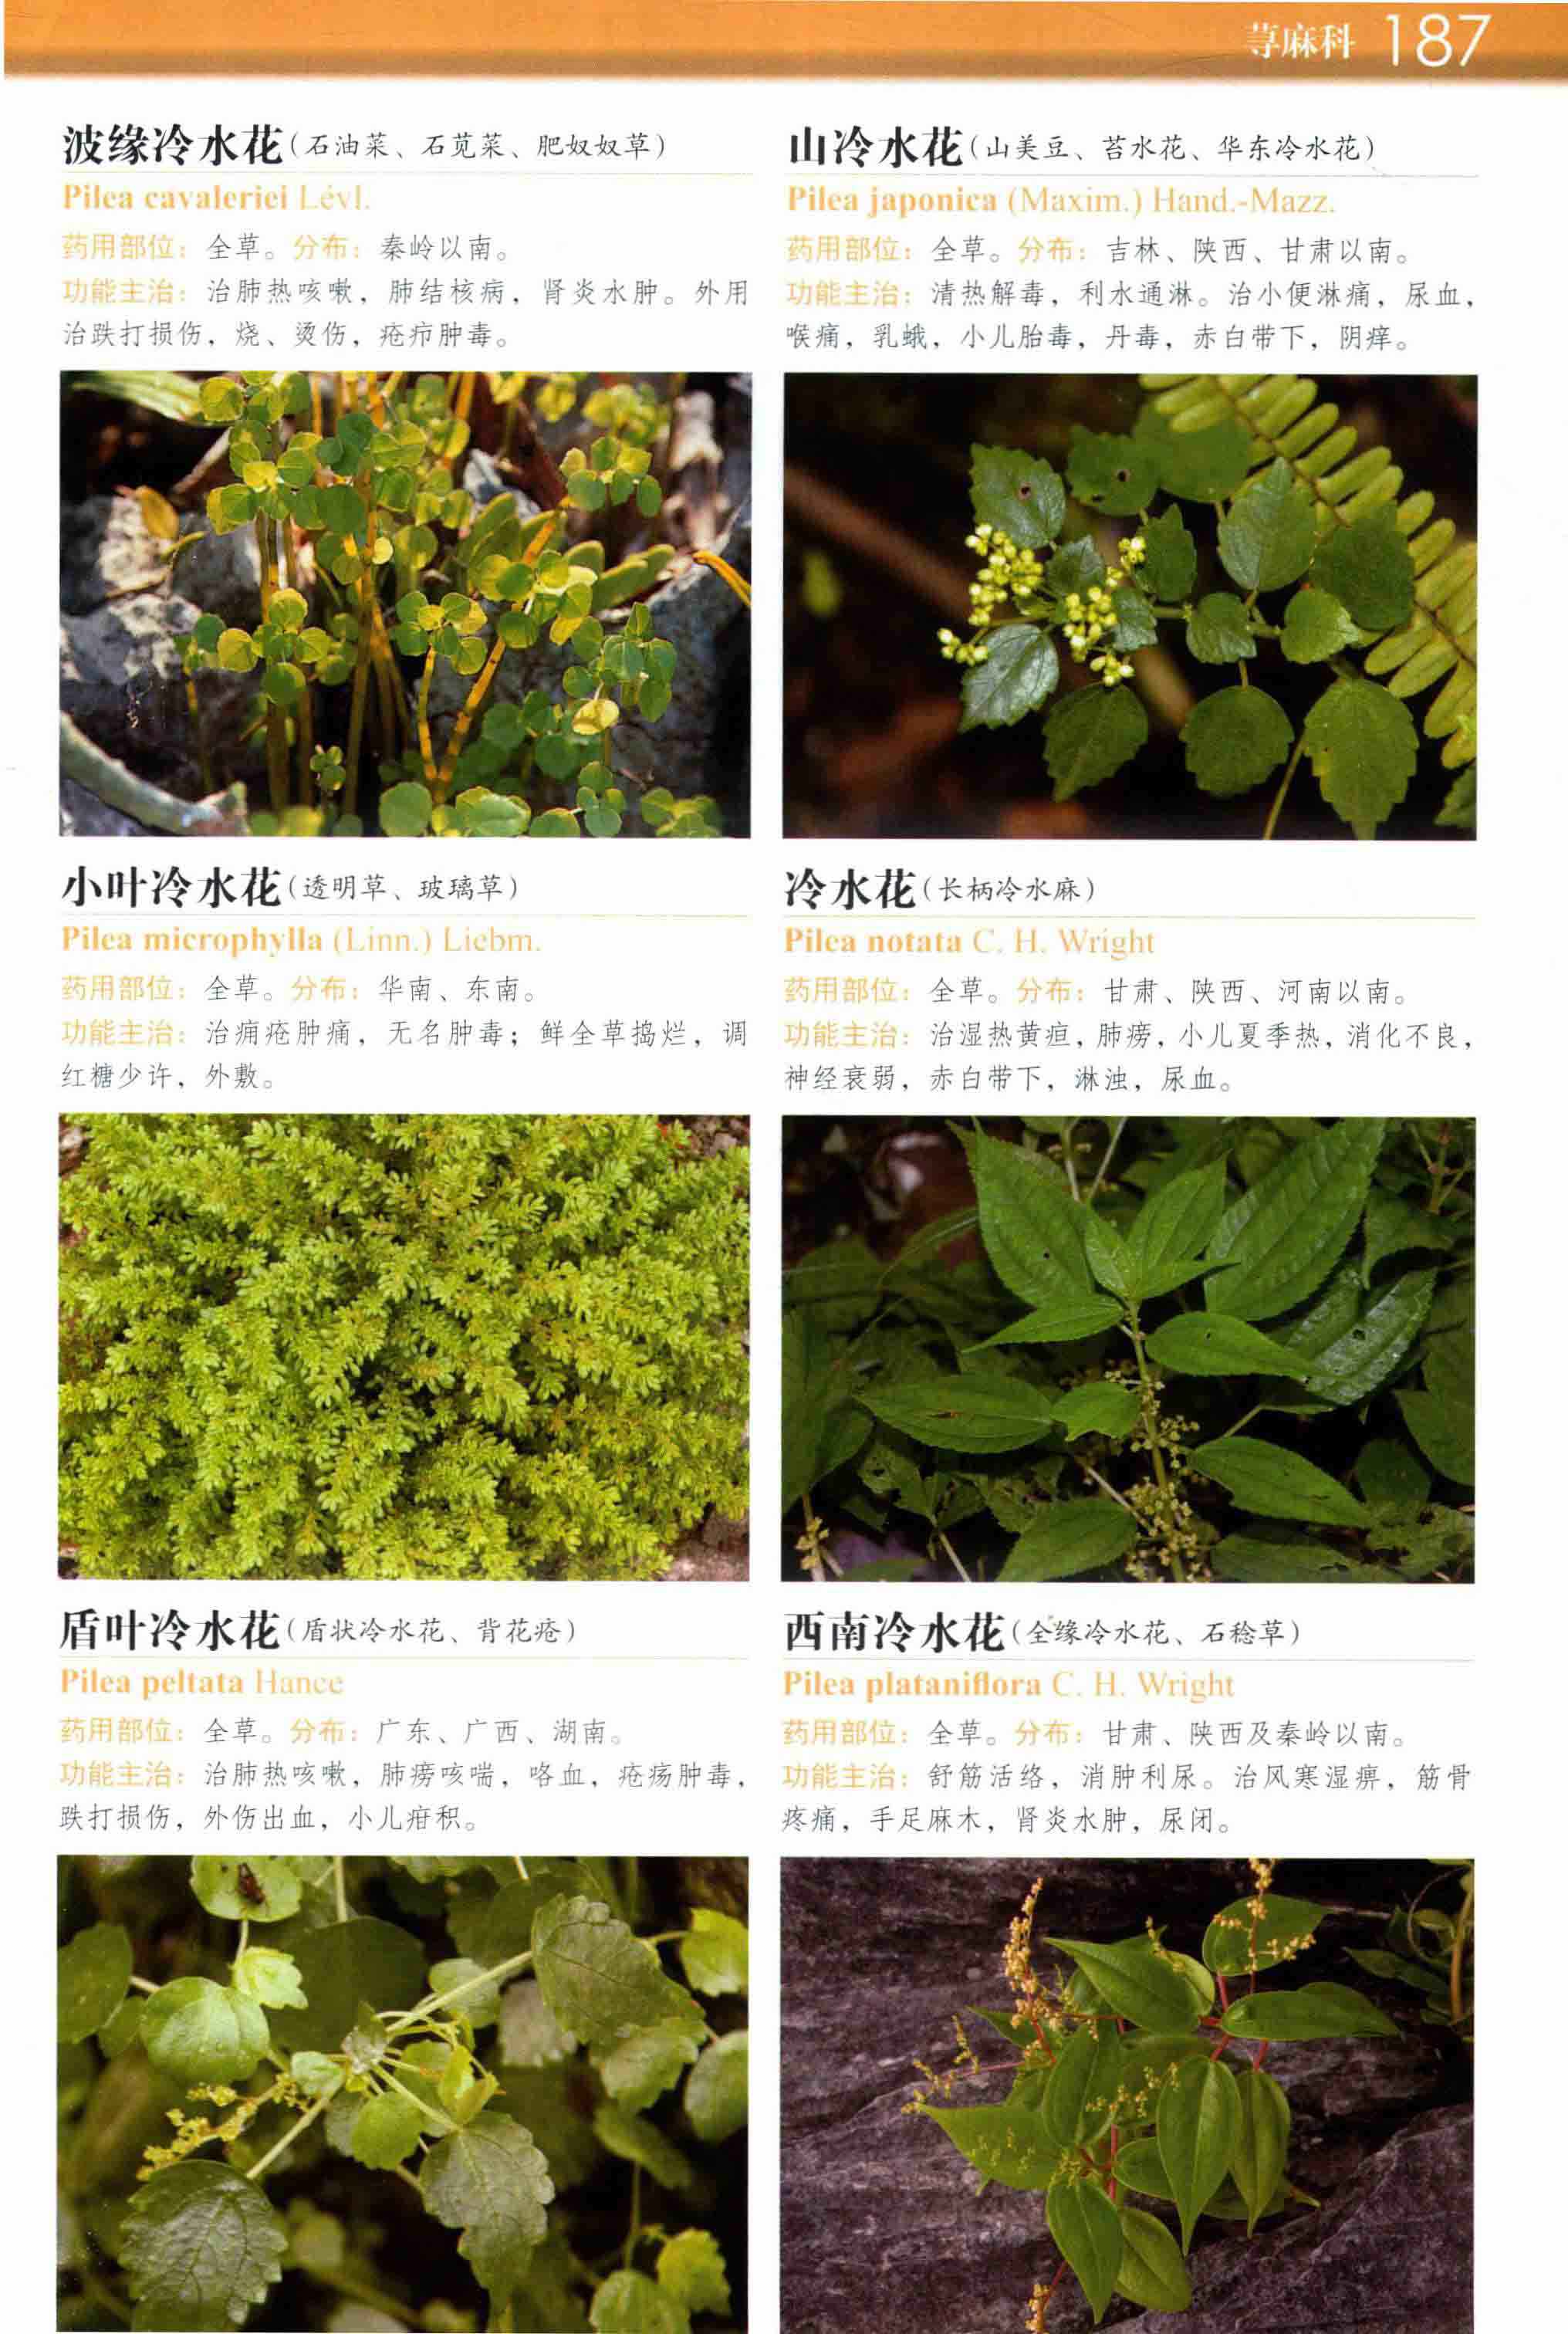 荨麻科 187
波缘冷水花(石油菜、石苋菜、肥奴奴草)
Pilea cavaleriei Lévl.
药用部位：全草。分布：秦岭以南。
功能主治：治肺热咳嗽，肺结核病，肾炎水肿。外用
治跌打损伤，烧、烫伤，疮疖肿毒。
山冷水花(山美豆、苔水花、华东冷水花)
Pilea japonica (Maxim.) Hand.-Mazz.
药用部位：全草。分布：吉林、陕西、甘肃以南。
功能主治：清热解毒，利水通淋。治小便淋痛，尿血，
喉痛，乳蛾，小儿胎毒，丹毒，赤白带下，阴痒。
小叶冷水花(透明草、玻璃草)
Pilea microphylla (Linn.) Liebm.
药用部位：全草。分布：华南、东南。
功能主治：治痈疮肿痛，无名肿毒；鲜全草捣烂，调
红糖少许，外敷。
冷水花(长柄冷水麻)
Pilea notata C. H. Wright
药用部位：全草。分布：甘肃、陕西、河南以南。
功能主治：治湿热黄疸，肺痨，小儿夏季热，消化不良，
神经衰弱，赤白带下，淋浊，尿血。
盾叶冷水花(盾状冷水花、背花疮)
Pilea peltata Hance
药用部位：全草。分布：广东、广西、湖南。
功能主治：治肺热咳嗽，肺痨咳喘，咯血，疮疡肿毒，
跌打损伤，外伤出血，小儿疳积。
西南冷水花(全缘冷水花、石稔草)
Pilea plataniflora C. H. Wright
药用部位：全草。分布：甘肃、陕西及秦岭以南。
功能主治：舒筋活络，消肿利尿。治风寒湿痹，筋骨
疼痛，手足麻木，肾炎水肿，尿闭。